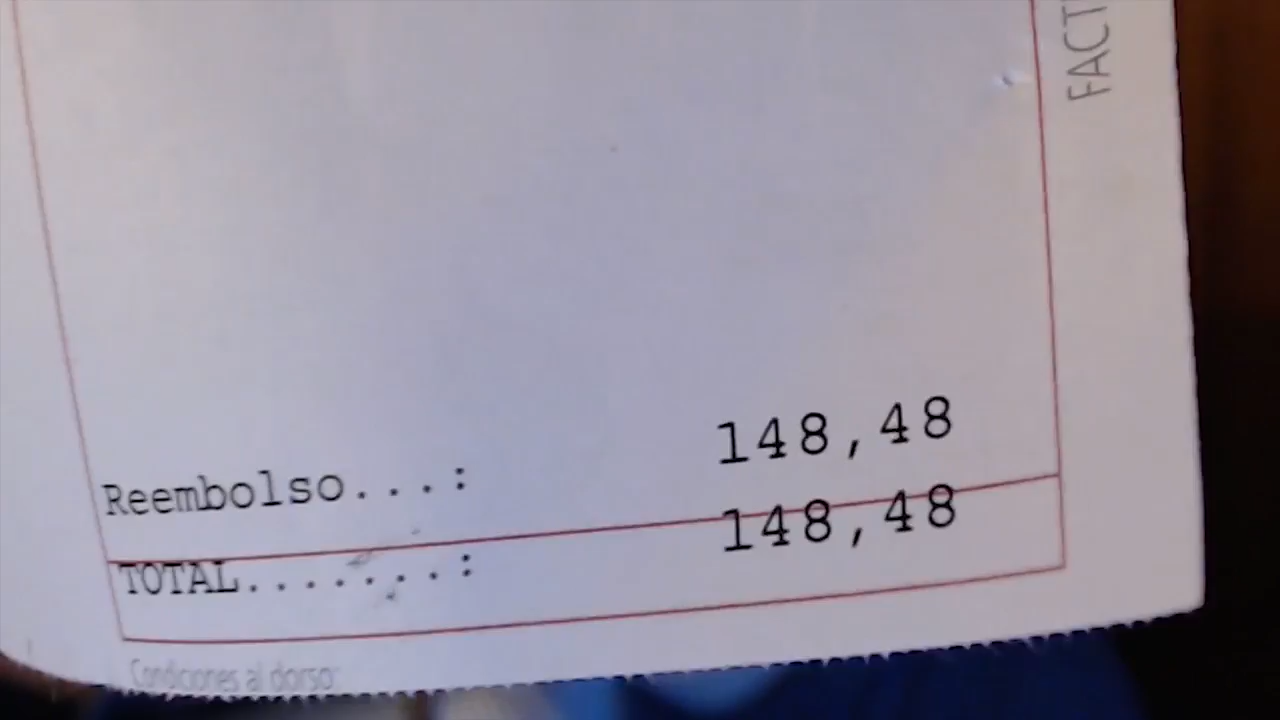 FACT
Reembolso...: 148,48
TOTAL.......: 148,48
Condiciones al dorso: